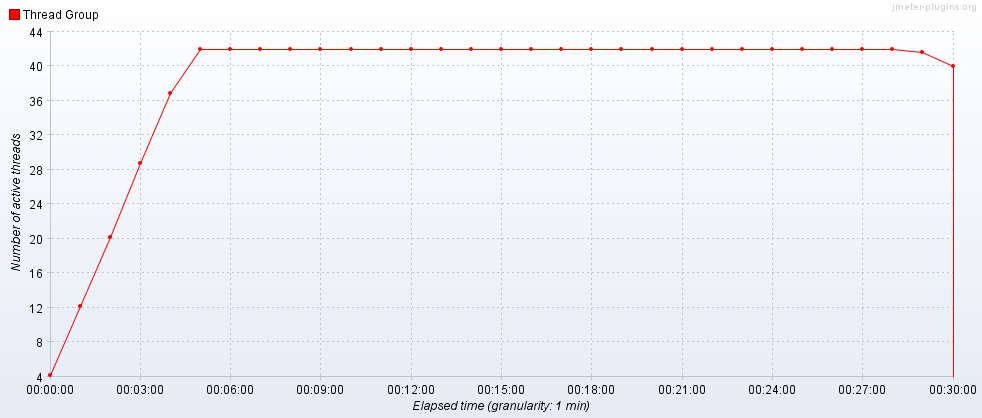 jmeter-plugins.org
Thread Group
44
40
36
32
28
24
20
16
12
8
4
Number of active threads
00:00:00 00:03:00 00:06:00 00:09:00 00:12:00 00:15:00 00:18:00 00:21:00 00:24:00 00:27:00 00:30:00
Elapsed time (granularity: 1 min)